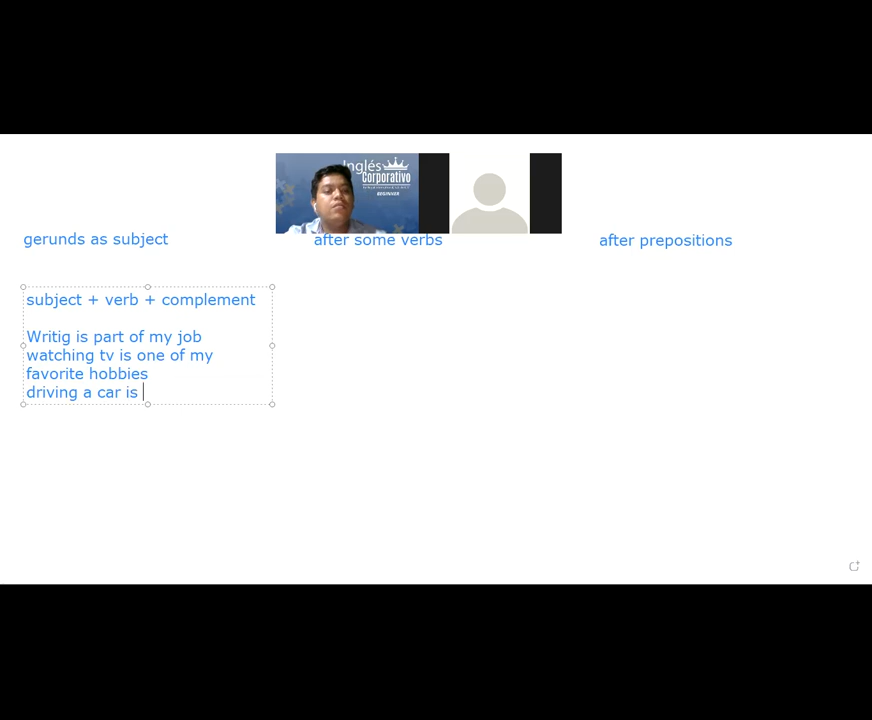 Inglés
Corporativo
BEGINNER
gerunds as subject
after some verbs
after prepositions
subject + verb + complement
Writig is part of my job
watching tv is one of my
favorite hobbies
driving a car is